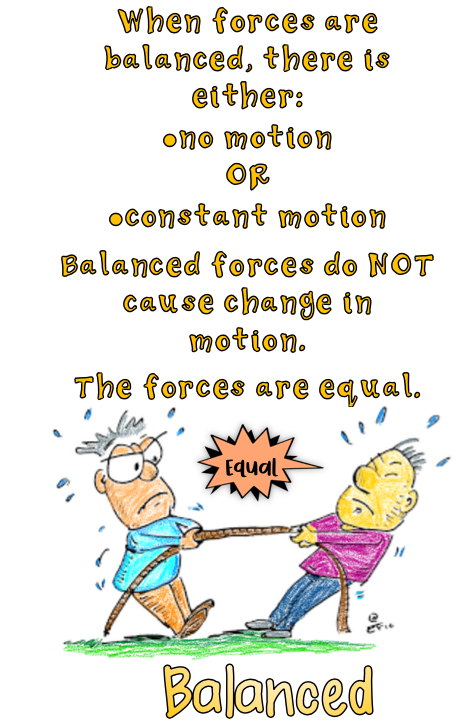 When forces are
balanced, there is
either:
•no motion
OR
•constant motion
Balanced forces do NOT
cause change in
motion.
The forces are equal.
Equal
Balanced